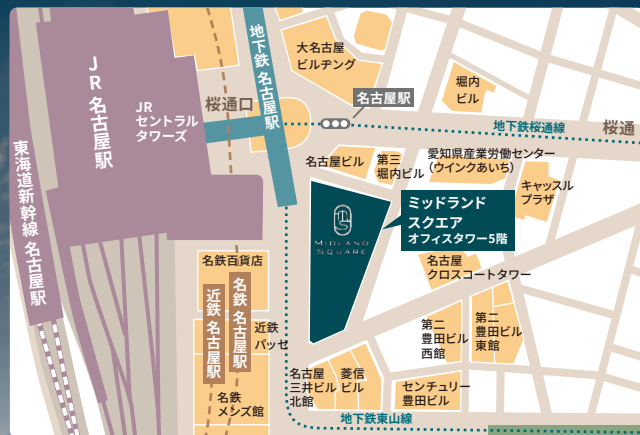 JR 名古屋駅
JR
セントラル
タワーズ
東海道新幹線 名古屋駅
桜通口
地下鉄 名古屋駅
大名古屋
ビルヂング
名古屋駅
堀内
ビル
地下鉄桜通線
桜通
名古屋ビル
第三
堀内ビル
愛知県産業労働センター
（ウインクあいち）
キャッスル
プラザ
MIDLAND
SQUARE
ミッドランド
スクエア
オフィスタワー5階
名古屋
クロスコートタワー
名鉄百貨店
近鉄 名古屋駅
名鉄 名古屋駅
近鉄
パッセ
名鉄
メンズ館
第二
豊田ビル
西館
第二
豊田ビル
東館
名古屋
三井ビル
北館
菱信
ビル
センチュリー
豊田ビル
地下鉄東山線